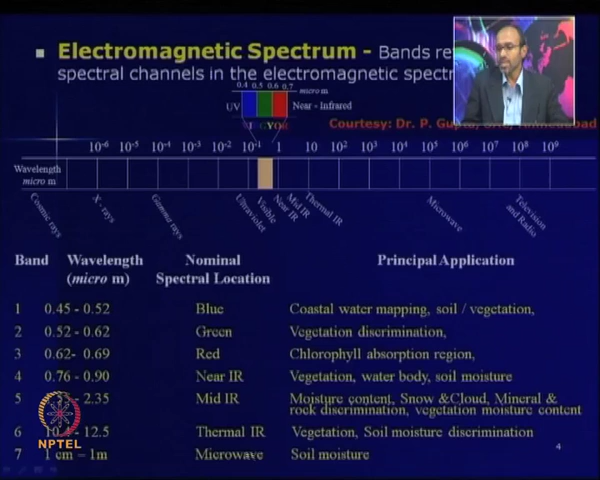 Electromagnetic Spectrum - Bands re
spectral channels in the electromagnetic spectr
0.4 0.5 0.6 0.7 micro m
UV Near - Infrared
Courtesy: Dr. P. Gupta,
10-6 10-5 10-4 10-3 10-2 10-1 1 10 102 103 104 105 106 107 108 109
Wavelength
micro m
Cosmic rays X - rays Gamma rays Ultraviolet Visible Near IR Mid IR Thermal IR Microwave Television and Radio
Band Wavelength (micro m) Nominal Spectral Location Principal Application
1 0.45 - 0.52 Blue Coastal water mapping, soil / vegetation,
2 0.52 - 0.62 Green Vegetation discrimination,
3 0.62- 0.69 Red Chlorophyll absorption region,
4 0.76 - 0.90 Near IR Vegetation, water body, soil moisture
5 2.35 Mid IR Moisture content, Snow &Cloud, Mineral &
rock discrimination, vegetation moisture content
6 12.5 Thermal IR Vegetation, Soil moisture discrimination
7 1 cm - 1m Microwave Soil moisture
NPTEL
4